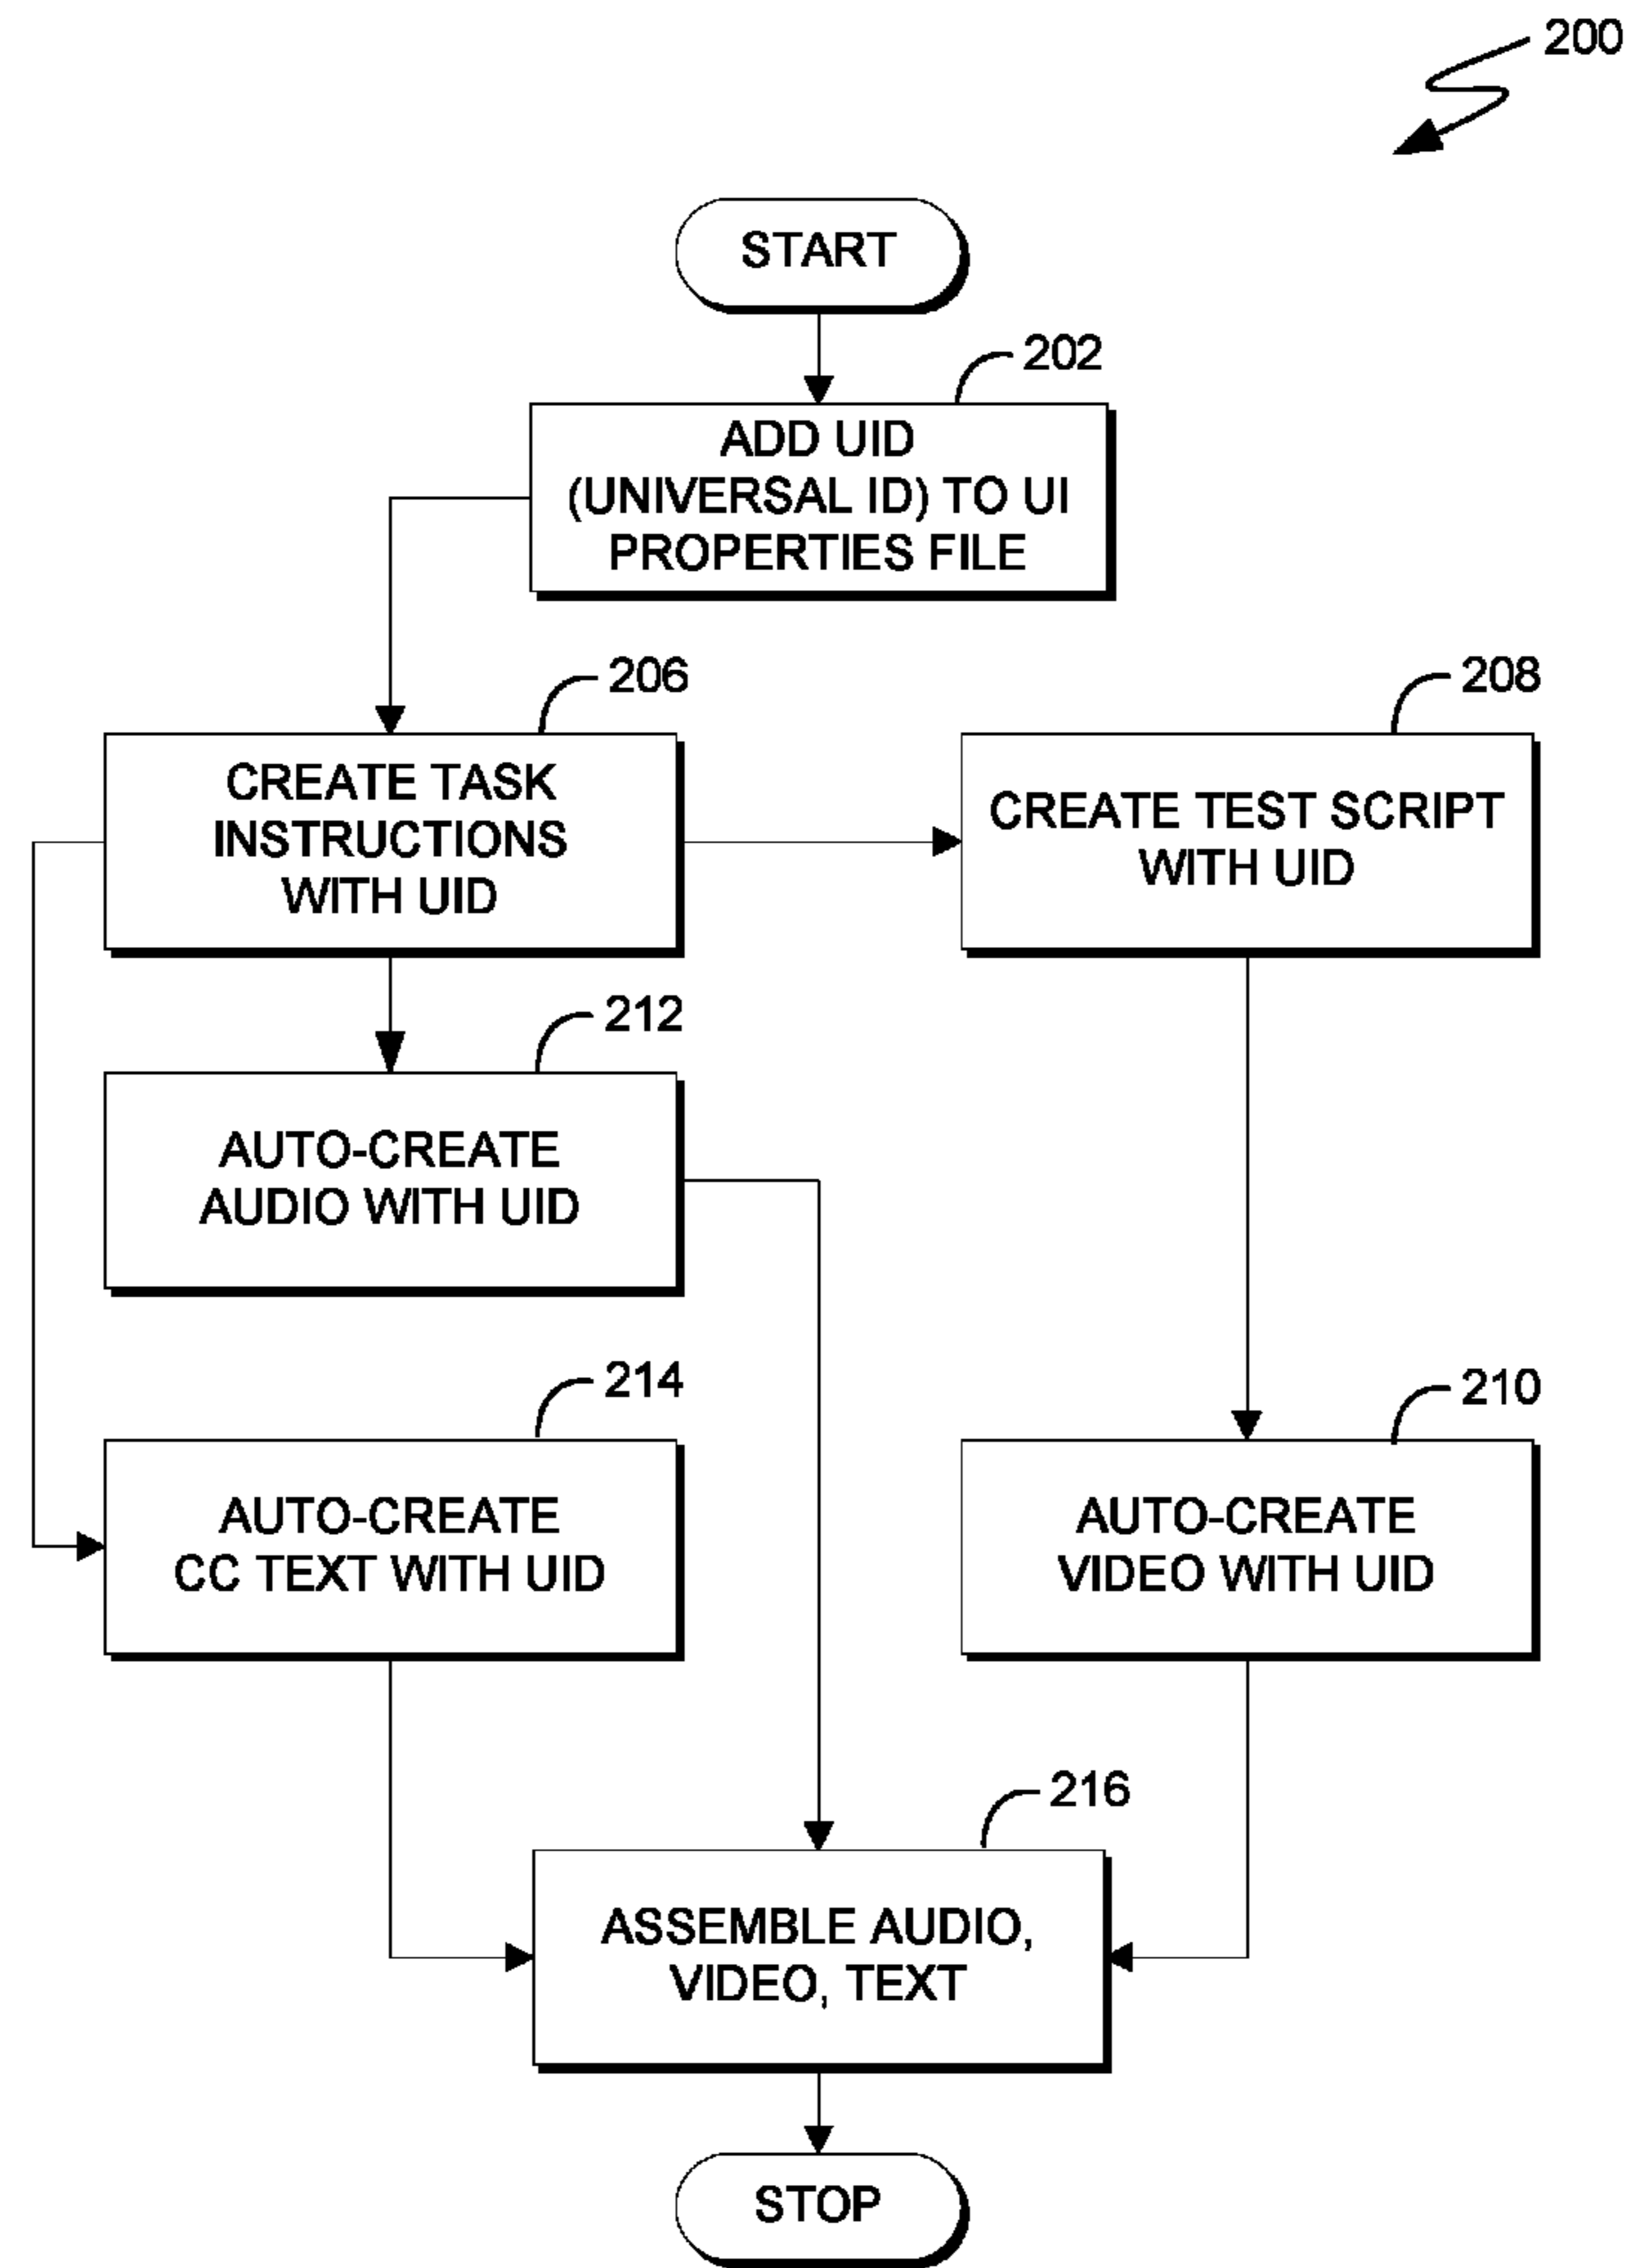 200
START
202
ADD UID
(UNIVERSAL ID) TO UI
PROPERTIES FILE
206
CREATE TASK
INSTRUCTIONS
WITH UID
208
CREATE TEST SCRIPT
WITH UID
212
AUTO-CREATE
AUDIO WITH UID
214
AUTO-CREATE
CC TEXT WITH UID
210
AUTO-CREATE
VIDEO WITH UID
216
ASSEMBLE AUDIO,
VIDEO, TEXT
STOP